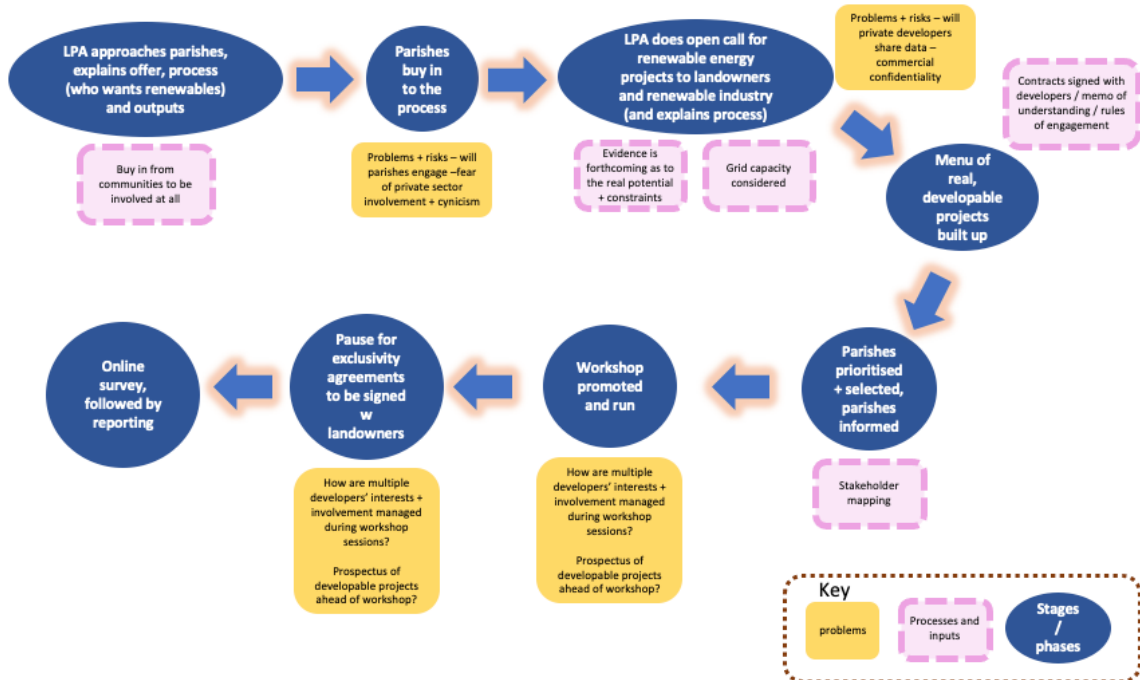 LPA approaches parishes,
explains offer, process
(who wants renewables)
and outputs
Buy in from
communities to be
involved at all
Parishes
buy in
to the
process
Problems + risks – will
parishes engage –fear
of private sector
involvement + cynicism
LPA does open call for
renewable energy
projects to landowners
and renewable industry
(and explains process)
Evidence is
forthcoming as to
the real potential
+ constraints
Grid capacity
considered
Problems + risks – will
private developers
share data –
commercial
confidentiality
Contracts signed with
developers / memo of
understanding / rules
of engagement
Menu of
real,
developable
projects
built up
Parishes
prioritised
+ selected,
parishes
informed
Stakeholder
mapping
Workshop
promoted
and run
How are multiple
developers’ interests +
involvement managed
during workshop
sessions?
Prospectus of
developable projects
ahead of workshop?
Pause for
exclusivity
agreements
to be signed
w
landowners
How are multiple
developers’ interests +
involvement managed
during workshop
sessions?
Prospectus of
developable projects
ahead of workshop?
Online
survey,
followed by
reporting
Key
problems
Processes and
inputs
Stages
/
phases